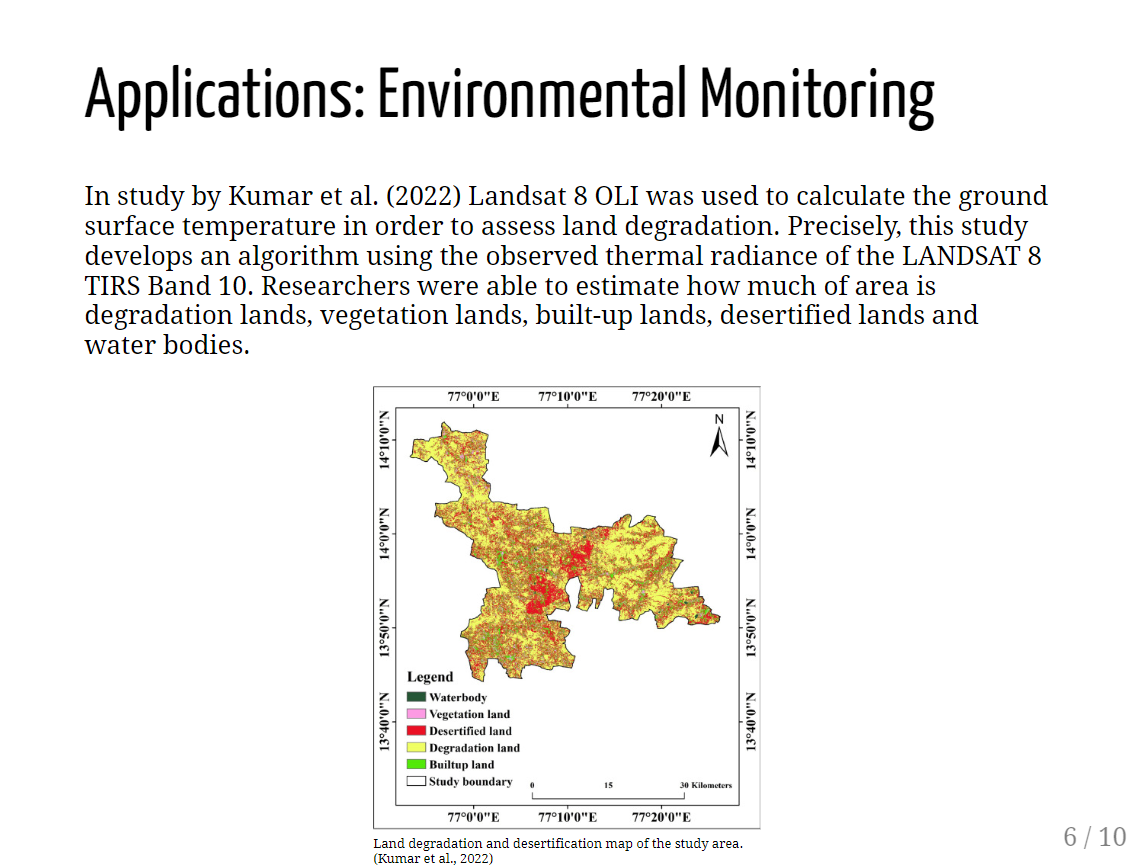 Applications: Environmental Monitoring
In study by Kumar et al. (2022) Landsat 8 OLI was used to calculate the ground
surface temperature in order to assess land degradation. Precisely, this study
develops an algorithm using the observed thermal radiance of the LANDSAT 8
TIRS Band 10. Researchers were able to estimate how much of area is
degradation lands, vegetation lands, built-up lands, desertified lands and
water bodies.
77°0'0"E 77°10'0"E 77°20'0"E
N
14°10'0"N 14°10'0"N
14°0'0"N 14°0'0"N
13°50'0"N 13°50'0"N
13°40'0"N 13°40'0"N
Legend
Waterbody
Vegetation land
Desertified land
Degradation land
Builtup land
Study boundary
0 15 30 Kilometers
77°0'0"E 77°10'0"E 77°20'0"E
Land degradation and desertification map of the study area.
(Kumar et al., 2022)
6 / 10